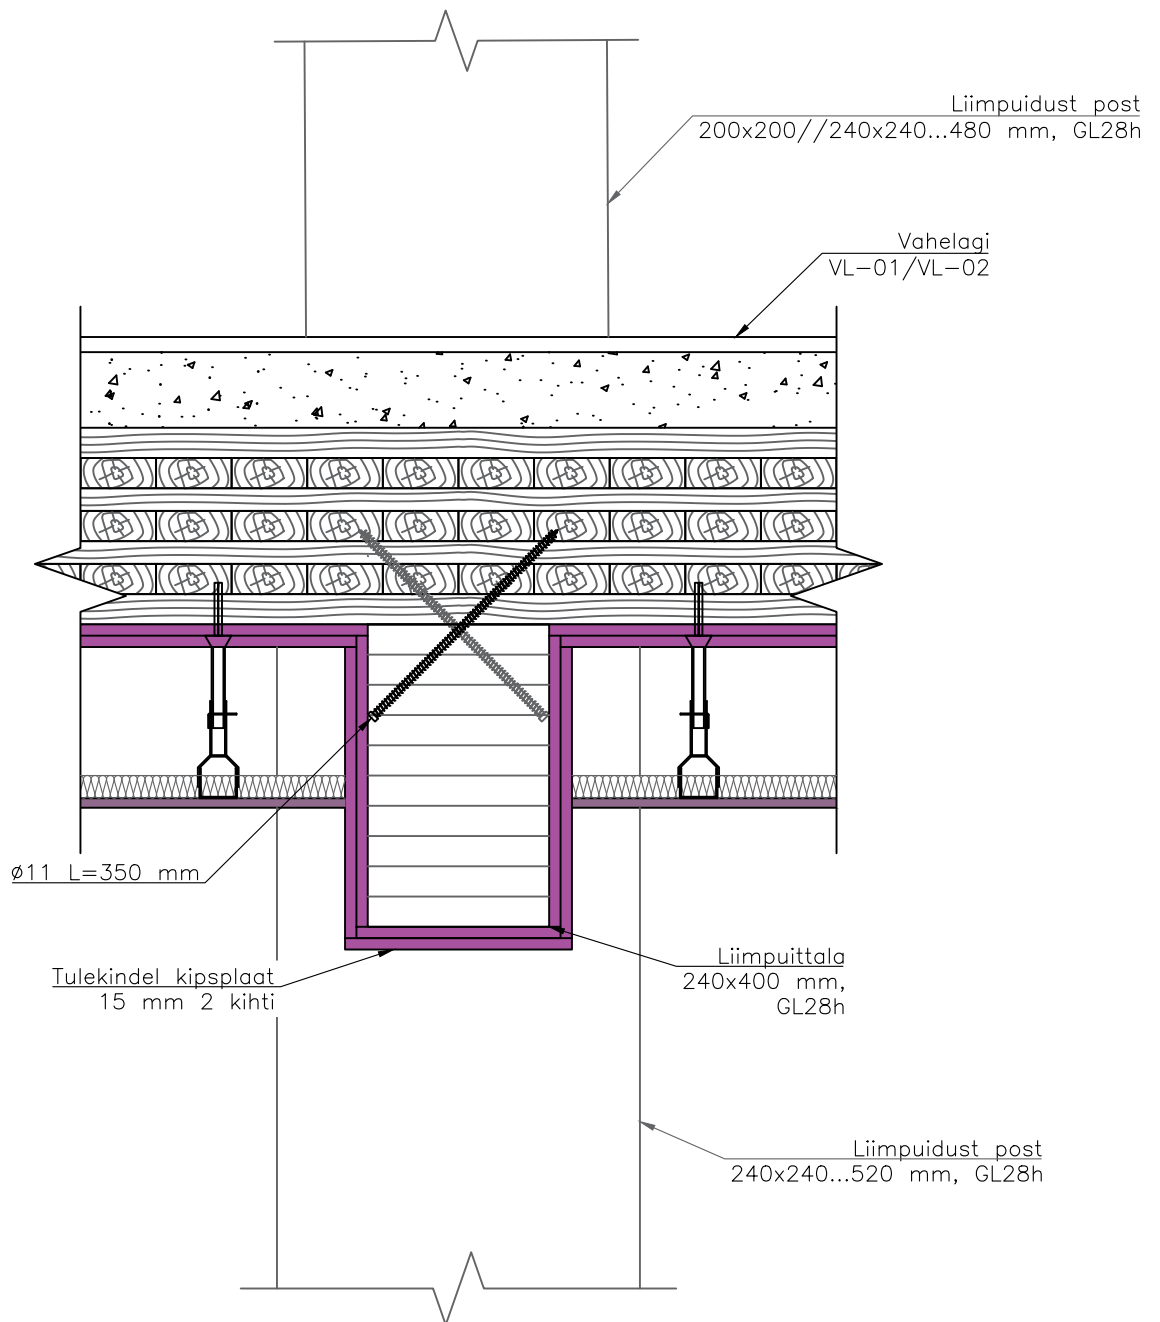 Liimpuidust post
200x200//240x240...480 mm, GL28h
Vahelagi
VL-01/VL-02
ø11 L=350 mm
Tulekindel kipsplaat
15 mm 2 kihti
Liimpuittala
240x400 mm,
GL28h
Liimpuidust post
240x240...520 mm, GL28h